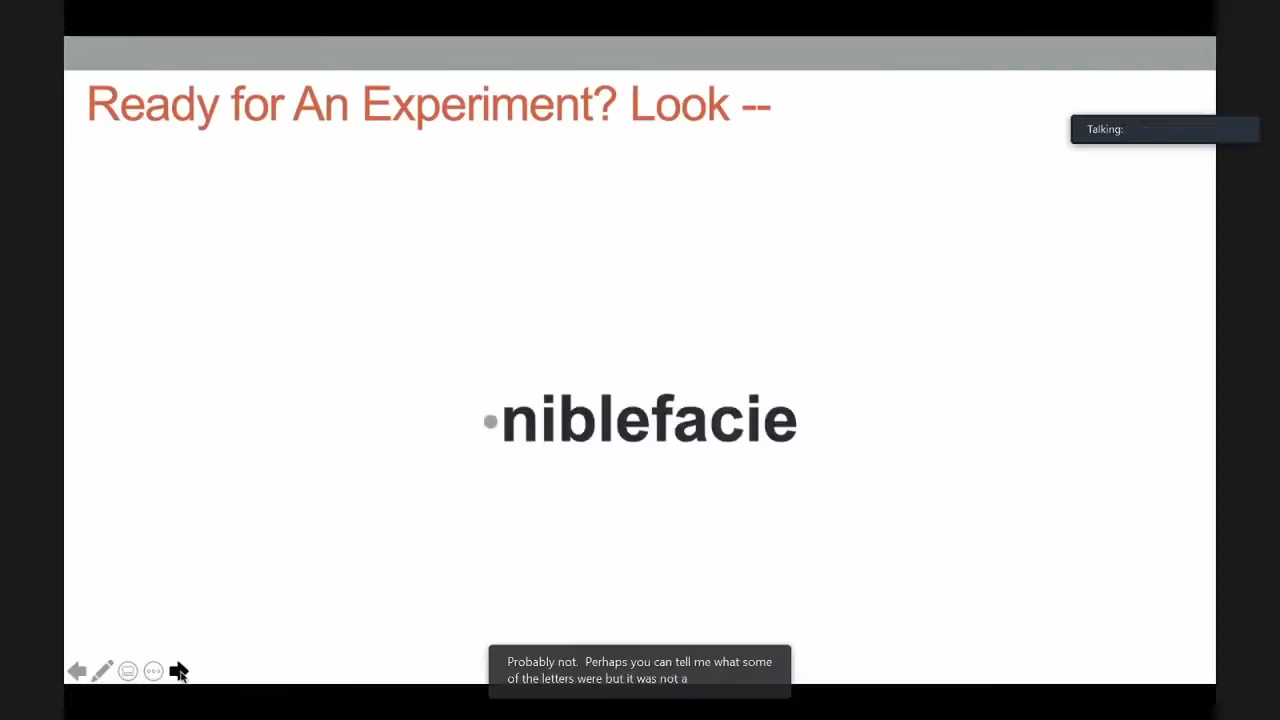 Ready for An Experiment? Look --
Talking:
•niblefacie
Probably not.  Perhaps you can tell me what some
of the letters were but it was not a